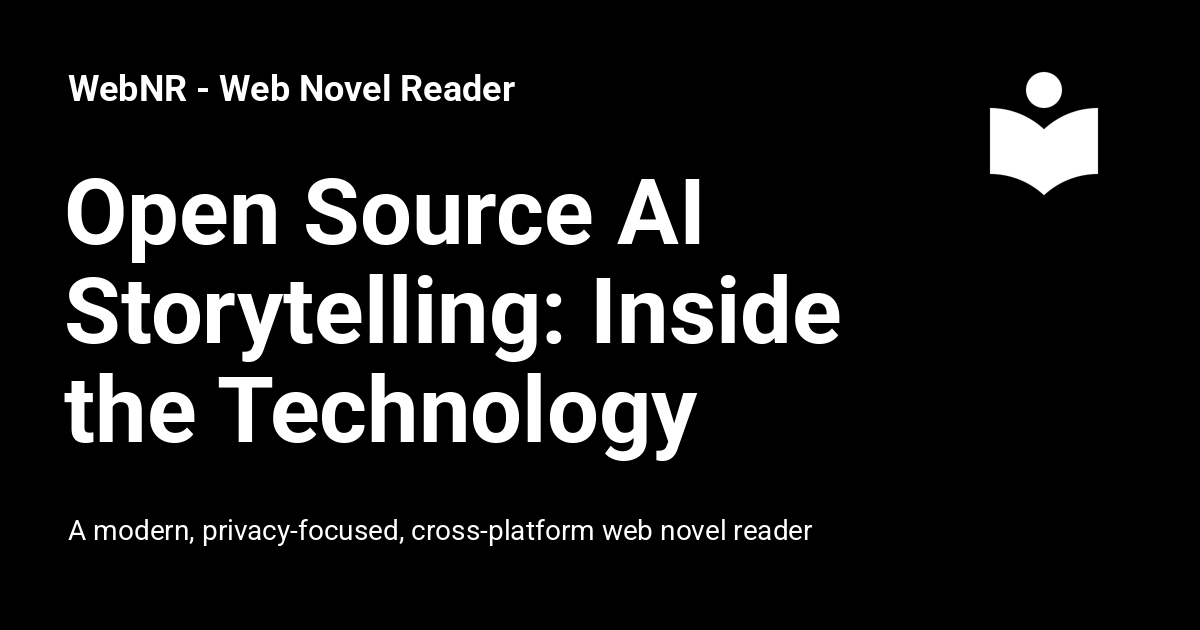 WebNR - Web Novel Reader
Open Source AI
Storytelling: Inside
the Technology
A modern, privacy-focused, cross-platform web novel reader